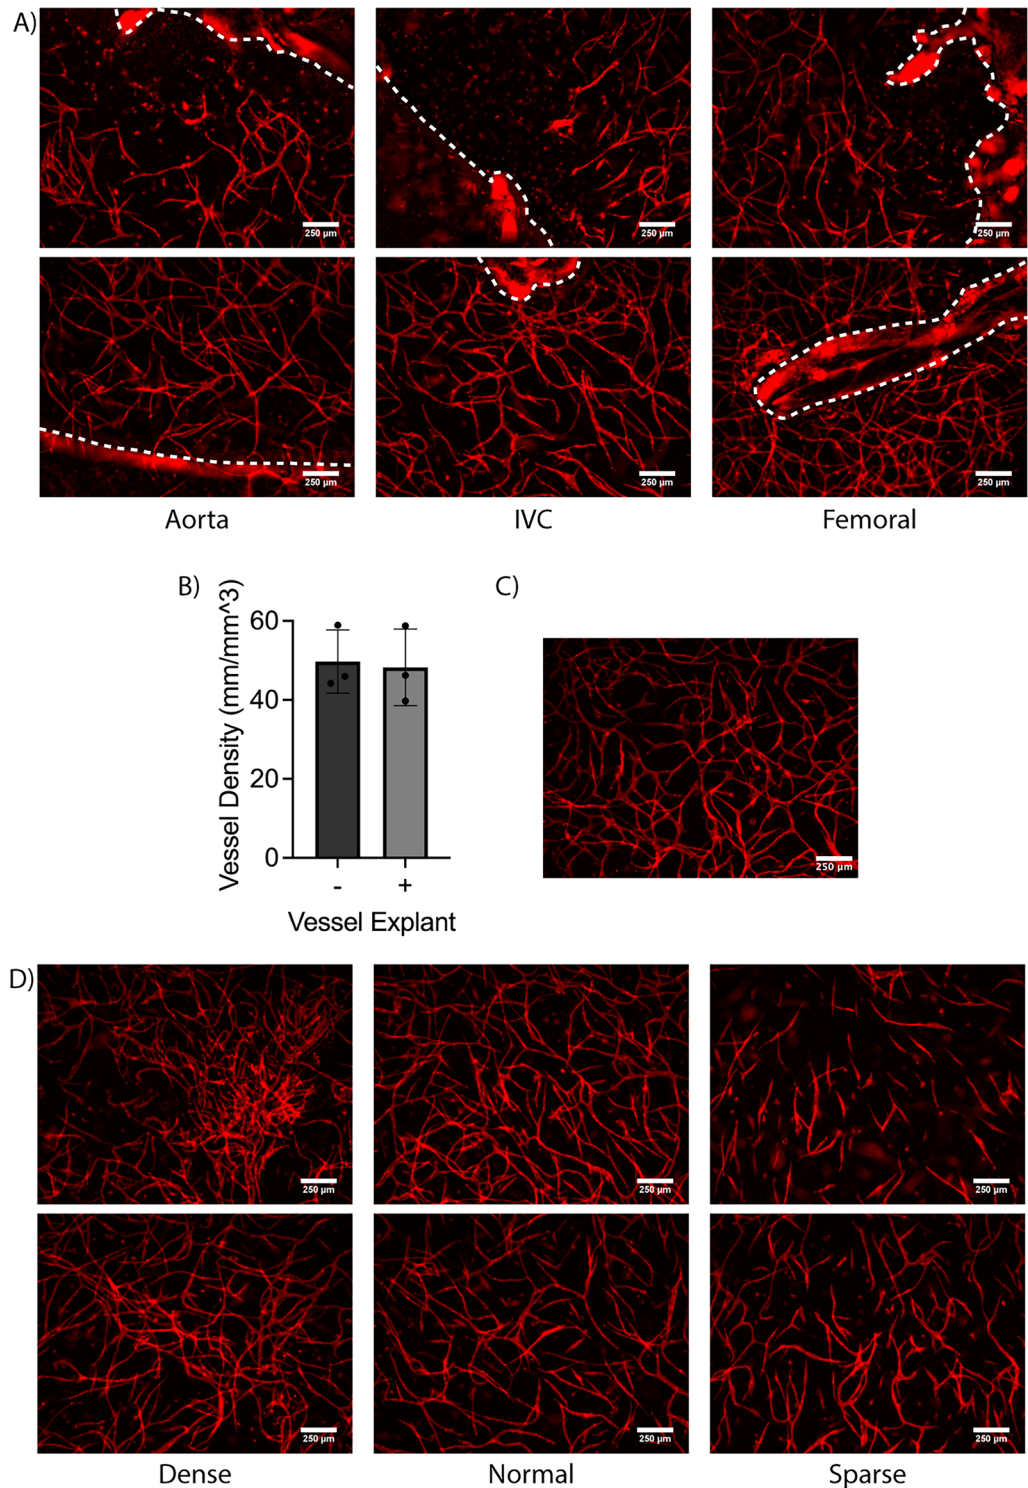 A)
250 µm
250 µm
250 µm
250 µm
250 µm
250 µm
Aorta
IVC
Femoral
B)
Vessel Density (mm/mm^3)
60
40
20
0
-
+
Vessel Explant
C)
250 µm
D)
250 µm
250 µm
250 µm
250 µm
250 µm
250 µm
Dense
Normal
Sparse